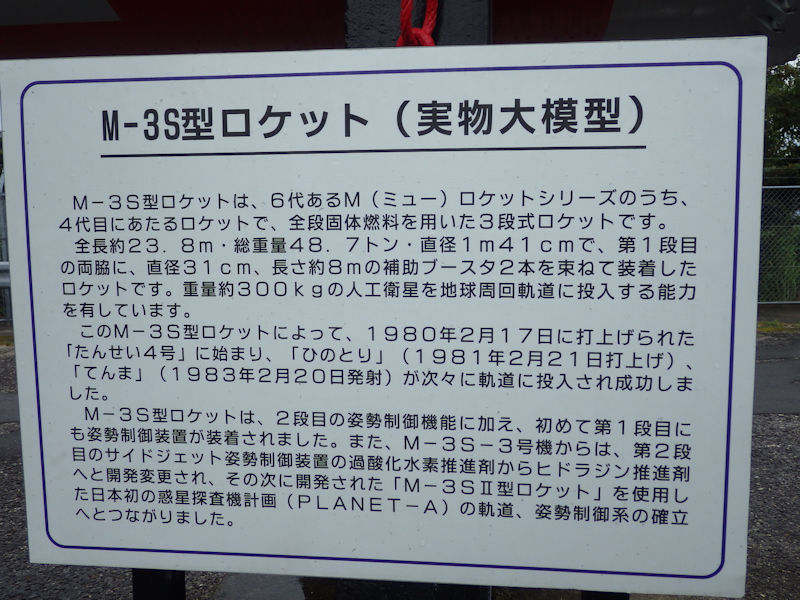 M-3S型ロケット（実物大模型）
M－3S型ロケットは、6代あるM（ミュー）ロケットシリーズのうち、
4代目にあたるロケットで、全段固体燃料を用いた3段式ロケットです。
全長約23.8m・総重量48.7トン・直径1m41cmで、第1段目
の両脇に、直径31cm、長さ約8mの補助ブースタ2本を束ねて装着した
ロケットです。重量約300kgの人工衛星を地球周回軌道に投入する能力
を有しています。
このM－3S型ロケットによって、1980年2月17日に打上げられた
「たんせい4号」に始まり、「ひのとり」（1981年2月21日打上げ）、
「てんま」（1983年2月20日発射）が次々に軌道に投入され成功しま
した。
M－3S型ロケットは、2段目の姿勢制御機能に加え、初めて第1段目に
も姿勢制御装置が装着されました。また、M－3S－3号機からは、第2段
目のサイドジェット姿勢制御装置の過酸化水素推進剤からヒドラジン推進剤
へと開発変更され、その次に開発された「M－3SⅡ型ロケット」を使用し
た日本初の惑星探査機計画（PLANET－A）の軌道、姿勢制御系の確立
へとつながりました。